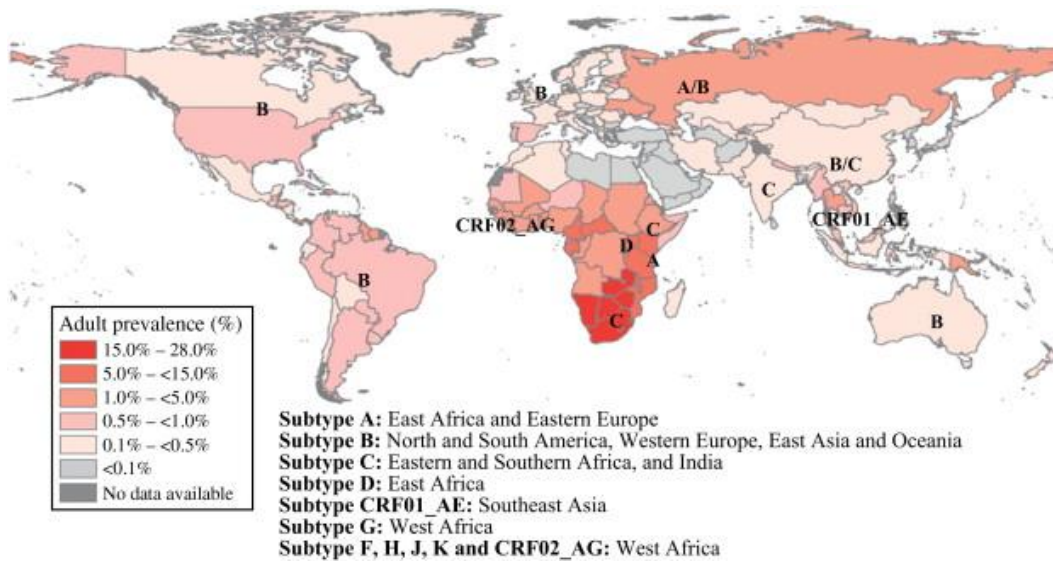 A/B
B
B
B/C
C
CRF02_AG
CRF01_AE
C
D
A
B
C
B
Adult prevalence (%)
15.0% – 28.0%
5.0% – <15.0%
1.0% – <5.0%
0.5% – <1.0%
0.1% – <0.5%
<0.1%
No data available
Subtype A: East Africa and Eastern Europe
Subtype B: North and South America, Western Europe, East Asia and Oceania
Subtype C: Eastern and Southern Africa, and India
Subtype D: East Africa
Subtype CRF01_AE: Southeast Asia
Subtype G: West Africa
Subtype F, H, J, K and CRF02_AG: West Africa